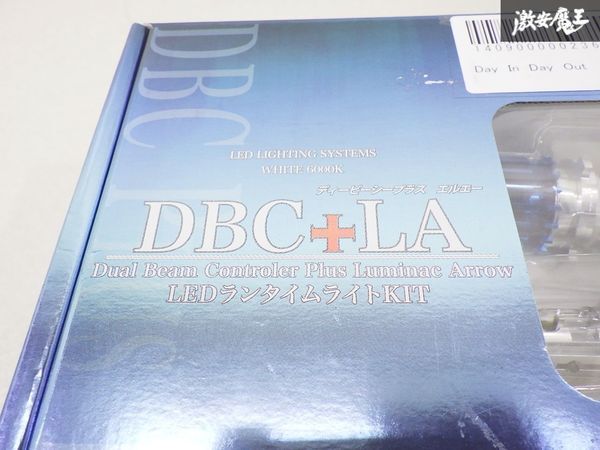 激安魔王
140900000236
Day In Day Out
DBC
LED LIGHTING SYSTEMS
WHITE 6000K
ディービーシープラス エルエー
DBC+LA
Dual Beam Controler Plus Luminac Arrow
LEDランタイムライトKIT